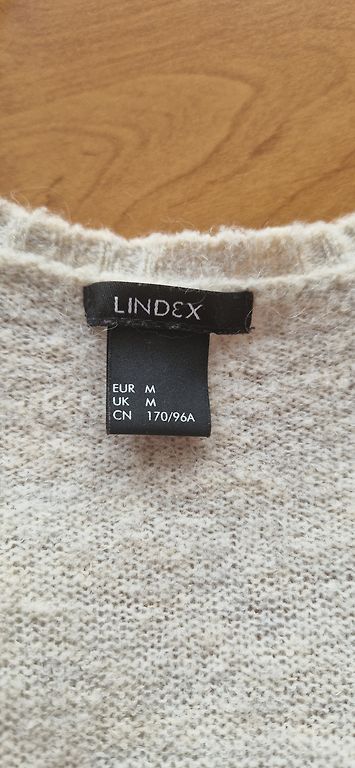 LINDEX
EUR M
UK M
CN 170/96A